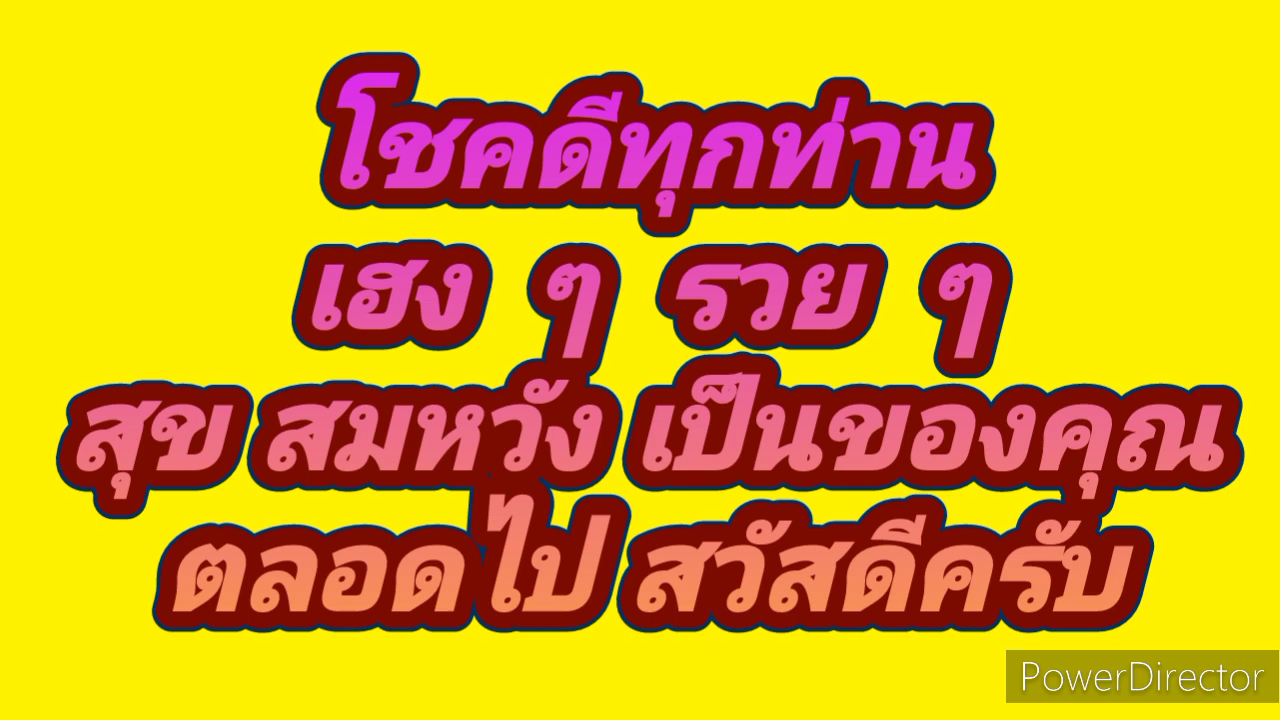 โชคดีทุกท่าน
เฮง ๆ รวย ๆ
สุข สมหวัง เป็นของคุณ
ตลอดไป สวัสดีครับ
PowerDirector